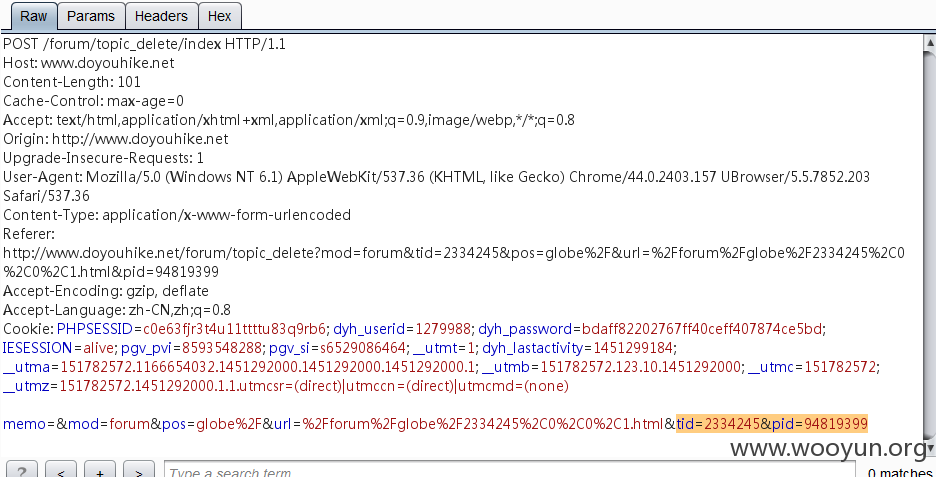 Raw Params Headers Hex
POST /forum/topic_delete/index HTTP/1.1
Host: www.doyouhike.net
Content-Length: 101
Cache-Control: max-age=0
Accept: text/html,application/xhtml+xml,application/xml;q=0.9,image/webp,*/*;q=0.8
Origin: http://www.doyouhike.net
Upgrade-Insecure-Requests: 1
User-Agent: Mozilla/5.0 (Windows NT 6.1) AppleWebKit/537.36 (KHTML, like Gecko) Chrome/44.0.2403.157 UBrowser/5.5.7852.203
Safari/537.36
Content-Type: application/x-www-form-urlencoded
Referer:
http://www.doyouhike.net/forum/topic_delete?mod=forum&tid=2334245&pos=globe%2F&url=%2Fforum%2Fglobe%2F2334245%2C0
%2C0%2C1.html&pid=94819399
Accept-Encoding: gzip, deflate
Accept-Language: zh-CN,zh;q=0.8
Cookie: PHPSESSID=c0e63fjr3t4u11ttttu83q9rb6; dyh_userid=1279988; dyh_password=bdaff82202767ff40ceff407874ce5bd;
IESESSION=alive; pgv_pvi=8593548288; pgv_si=s6529086464; __utmt=1; dyh_lastactivity=1451299184;
__utma=151782572.1166654032.1451292000.1451292000.1451292000.1; __utmb=151782572.123.10.1451292000; __utmc=151782572;
__utmz=151782572.1451292000.1.1.utmcsr=(direct)|utmccn=(direct)|utmcmd=(none)
memo=&mod=forum&pos=globe%2F&url=%2Fforum%2Fglobe%2F2334245%2C0%2C0%2C1.html&tid=2334245&pid=94819399
www.wooyun.org
? < + > Type a search term 0 matches